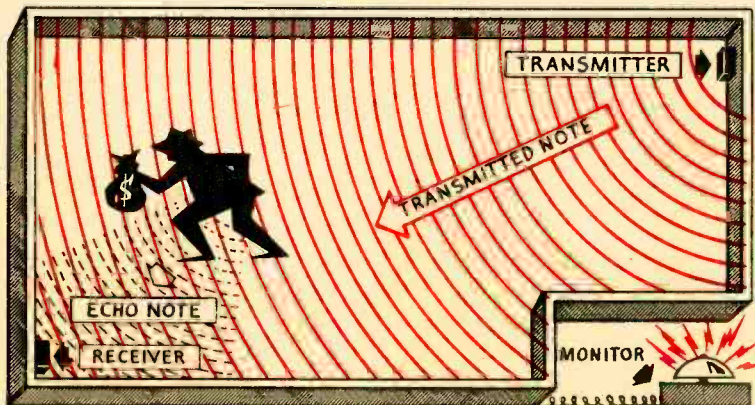 TRANSMITTER
TRANSMITTED NOTE
$
ECHO NOTE
RECEIVER
MONITOR